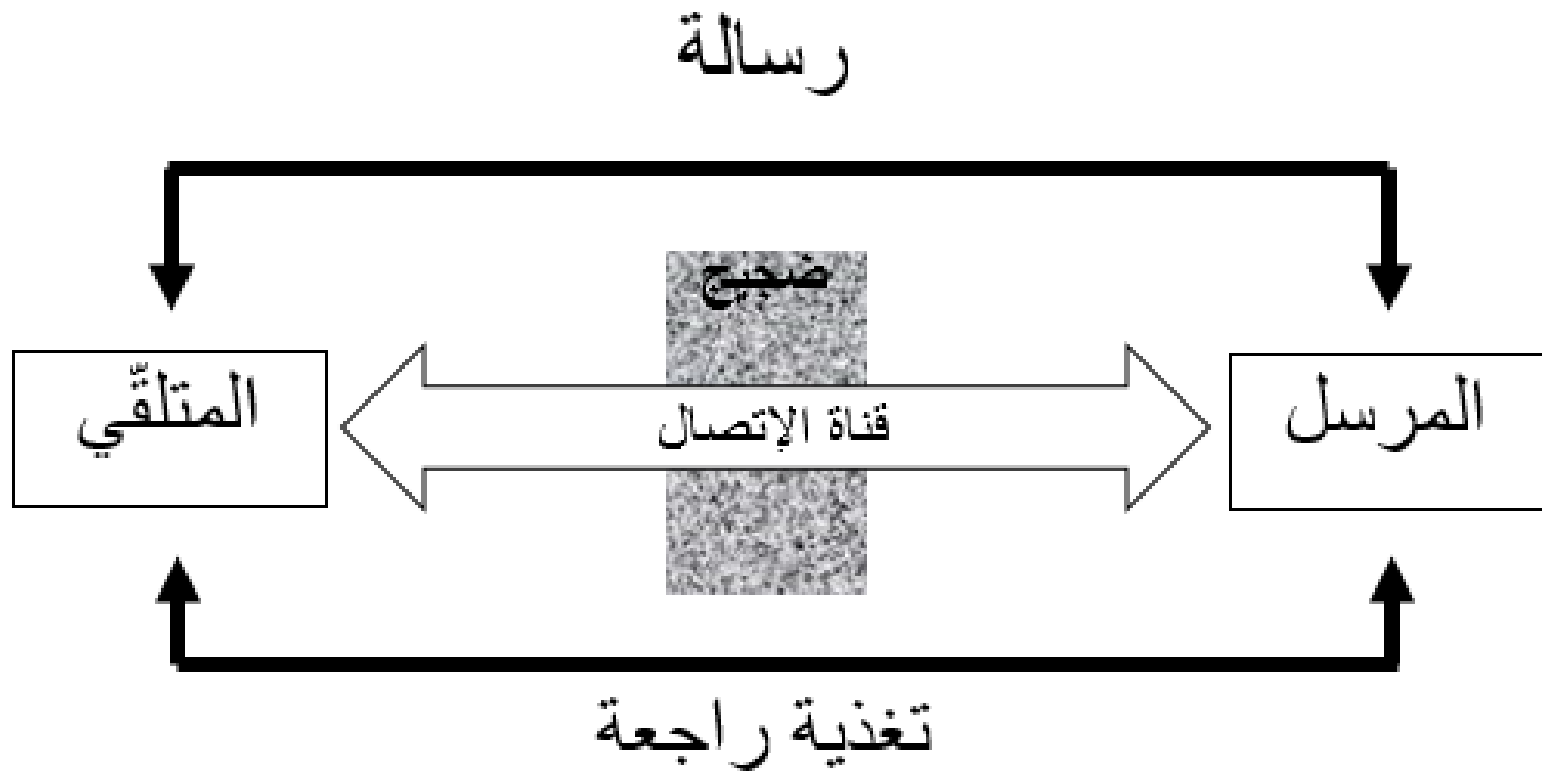 رسالة
ضجيج
المرسل
قناة الإتصال
المتلقّي
تغذية راجعة